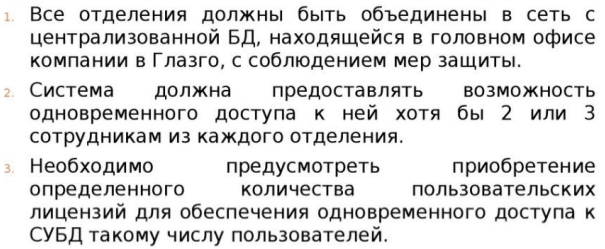 1. Все отделения должны быть объединены в сеть с
централизованной БД, находящейся в головном офисе
компании в Глазго, с соблюдением мер защиты.
2. Система должна предоставлять возможность
одновременного доступа к ней хотя бы 2 или 3
сотрудникам из каждого отделения.
3. Необходимо предусмотреть приобретение
определенного количества пользовательских
лицензий для обеспечения одновременного доступа к
СУБД такому числу пользователей.